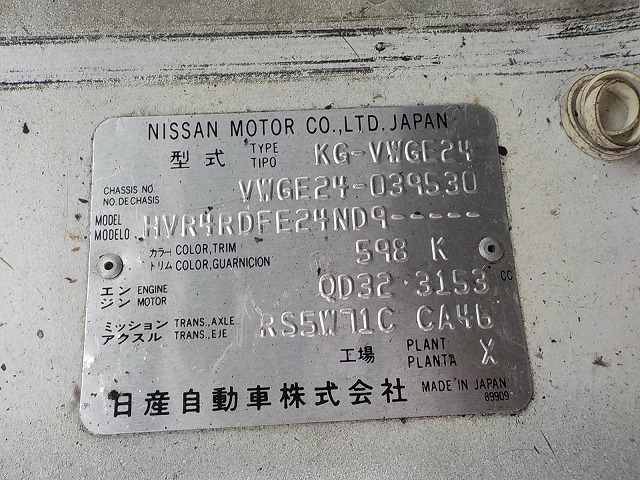 NISSAN MOTOR CO.,LTD.JAPAN
型式 TYPE TIPO KG-VWGE24
CHASSIS NO. NO.DE CHASIS VWGE24-039530
MODEL MODELO HVR4RDFE24ND9-----
カラー トリム COLOR,TRIM COLOR,GUARNICION 598 K
エンジン ENGINE MOTOR QD32 3153 CC
ミッション アクスル TRANS.,AXLE TRANS.,EJE RS5W71C CA46
工場 PLANT PLANTA X
日産自動車株式会社 MADE IN JAPAN
89909